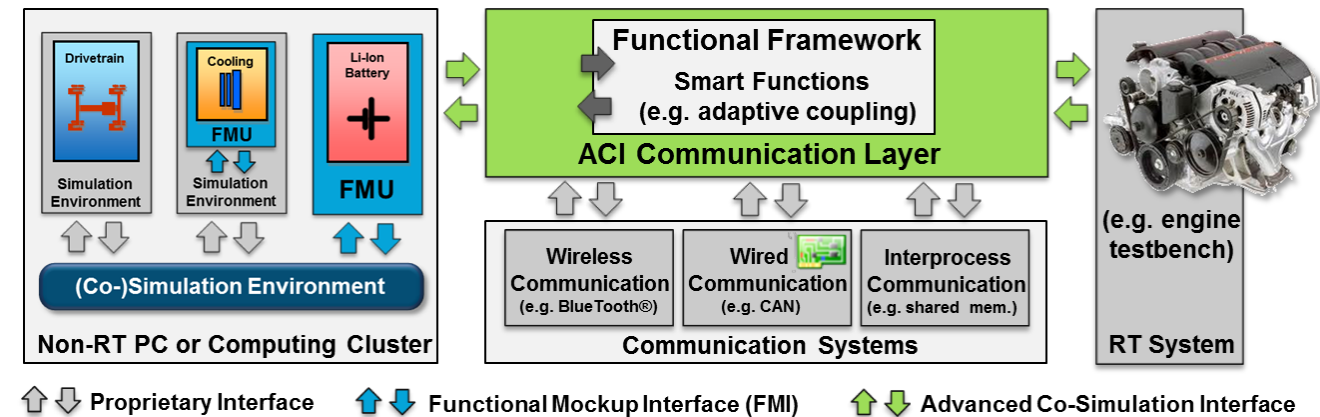 Drivetrain
Simulation
Environment
Cooling
FMU
Simulation
Environment
Li-Ion
Battery
FMU
(Co-)Simulation Environment
Non-RT PC or Computing Cluster
Functional Framework
Smart Functions
(e.g. adaptive coupling)
ACI Communication Layer
Wireless
Communication
(e.g. BlueTooth®)
Wired
Communication
(e.g. CAN)
Interprocess
Communication
(e.g. shared mem.)
Communication Systems
(e.g. engine
testbench)
RT System
Proprietary Interface
Functional Mockup Interface (FMI)
Advanced Co-Simulation Interface